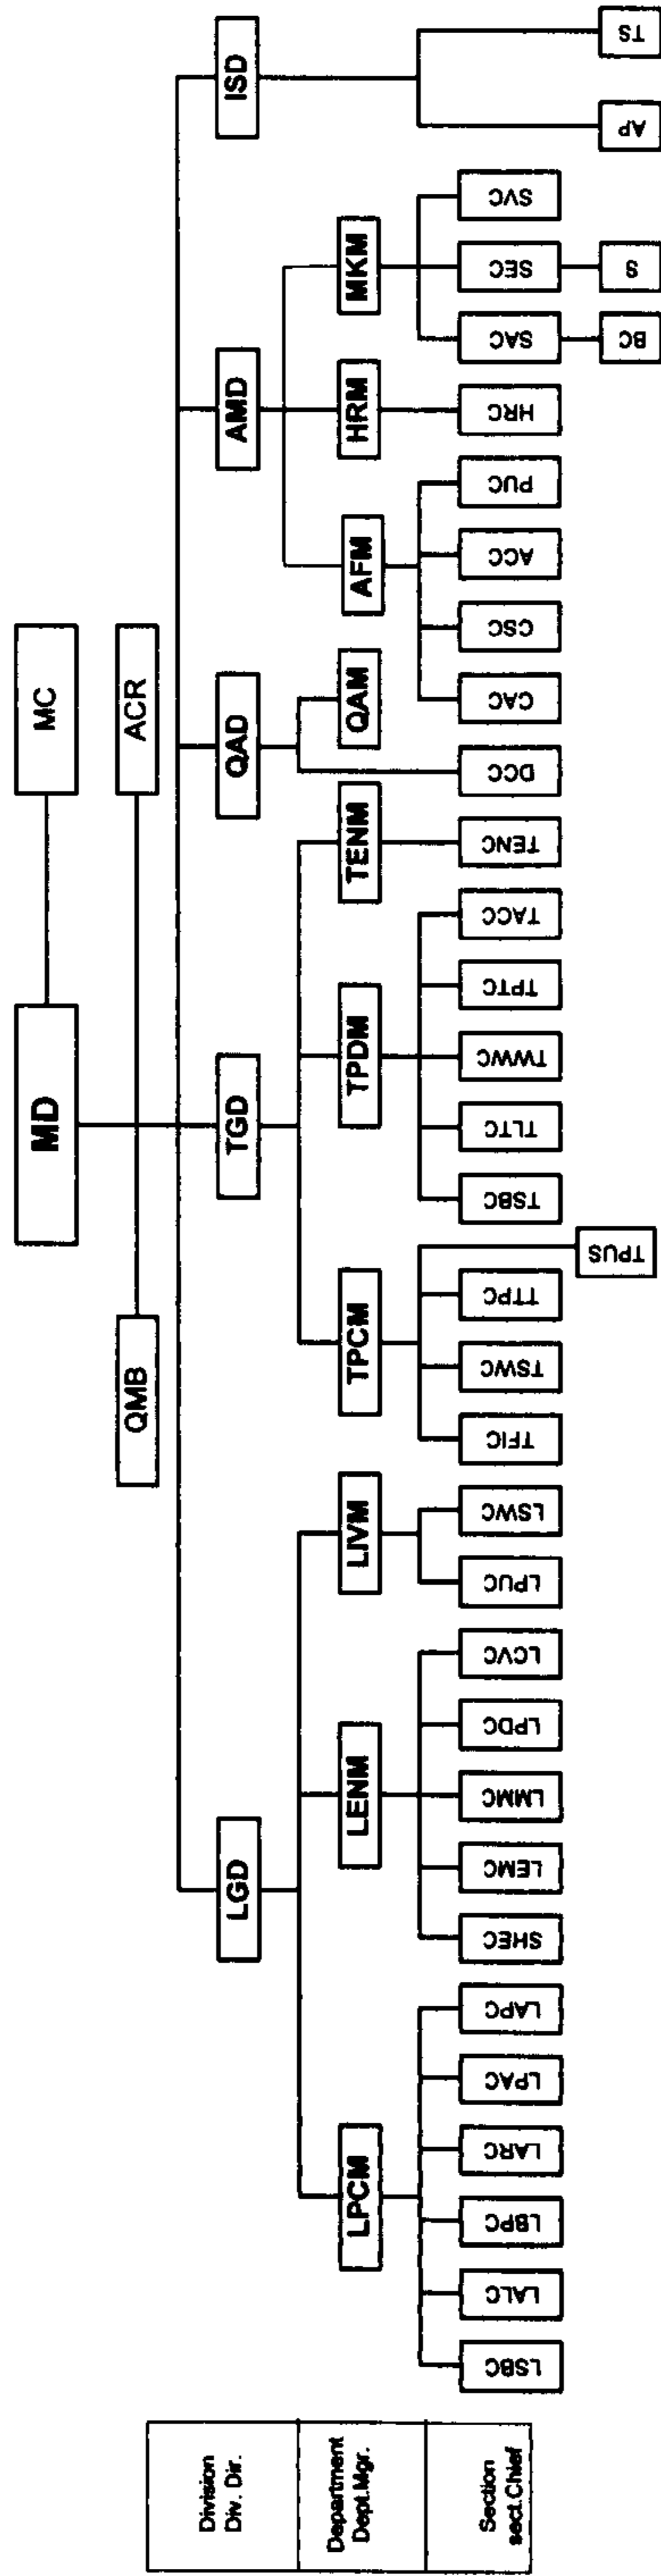 MD
MC
QMB
ACR
Division
Div. Dir.
LGD
TGD
QAD
AMD
ISD
Department
Dept.Mgr.
LPCM
LENM
LIVM
TPCM
TPDM
TENM
QAM
AFM
HRM
MKM
Section
sect.Chief
LSBC
LALC
LBPC
LARC
LPAC
LAPC
SHEC
LEMC
LMMC
LPDC
LCVC
LPUC
LSWC
TFIC
TSWC
TTPC
TSBC
TLTC
TWWC
TPTC
TACC
TENC
DCC
CAC
CSC
ACC
PUC
HRC
SAC
SEC
SVC
TPUS
BC
S
AP
TS